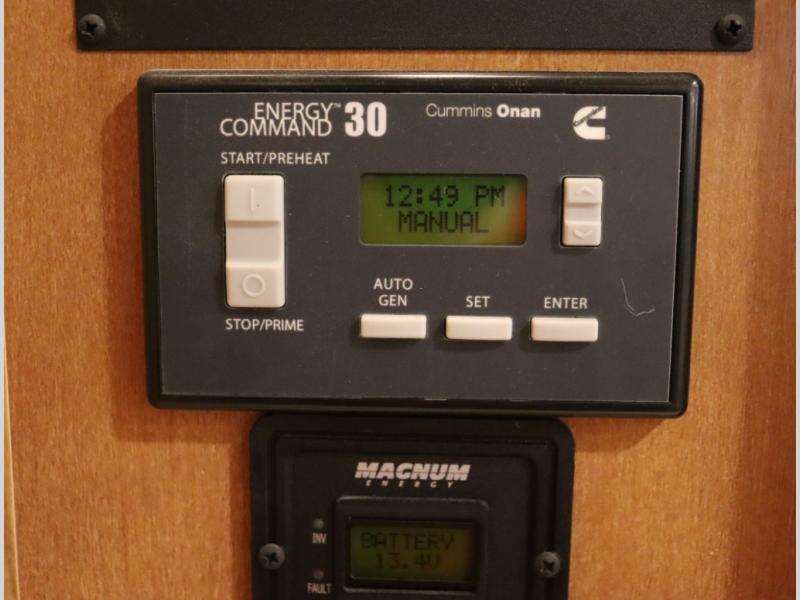 ENERGY™
COMMAND 30
Cummins Onan
START/PREHEAT
12:49 PM
MANUAL
AUTO
GEN
SET
ENTER
STOP/PRIME
MAGNUM
ENERGY
INV
BATTERY
13.4V
FAULT